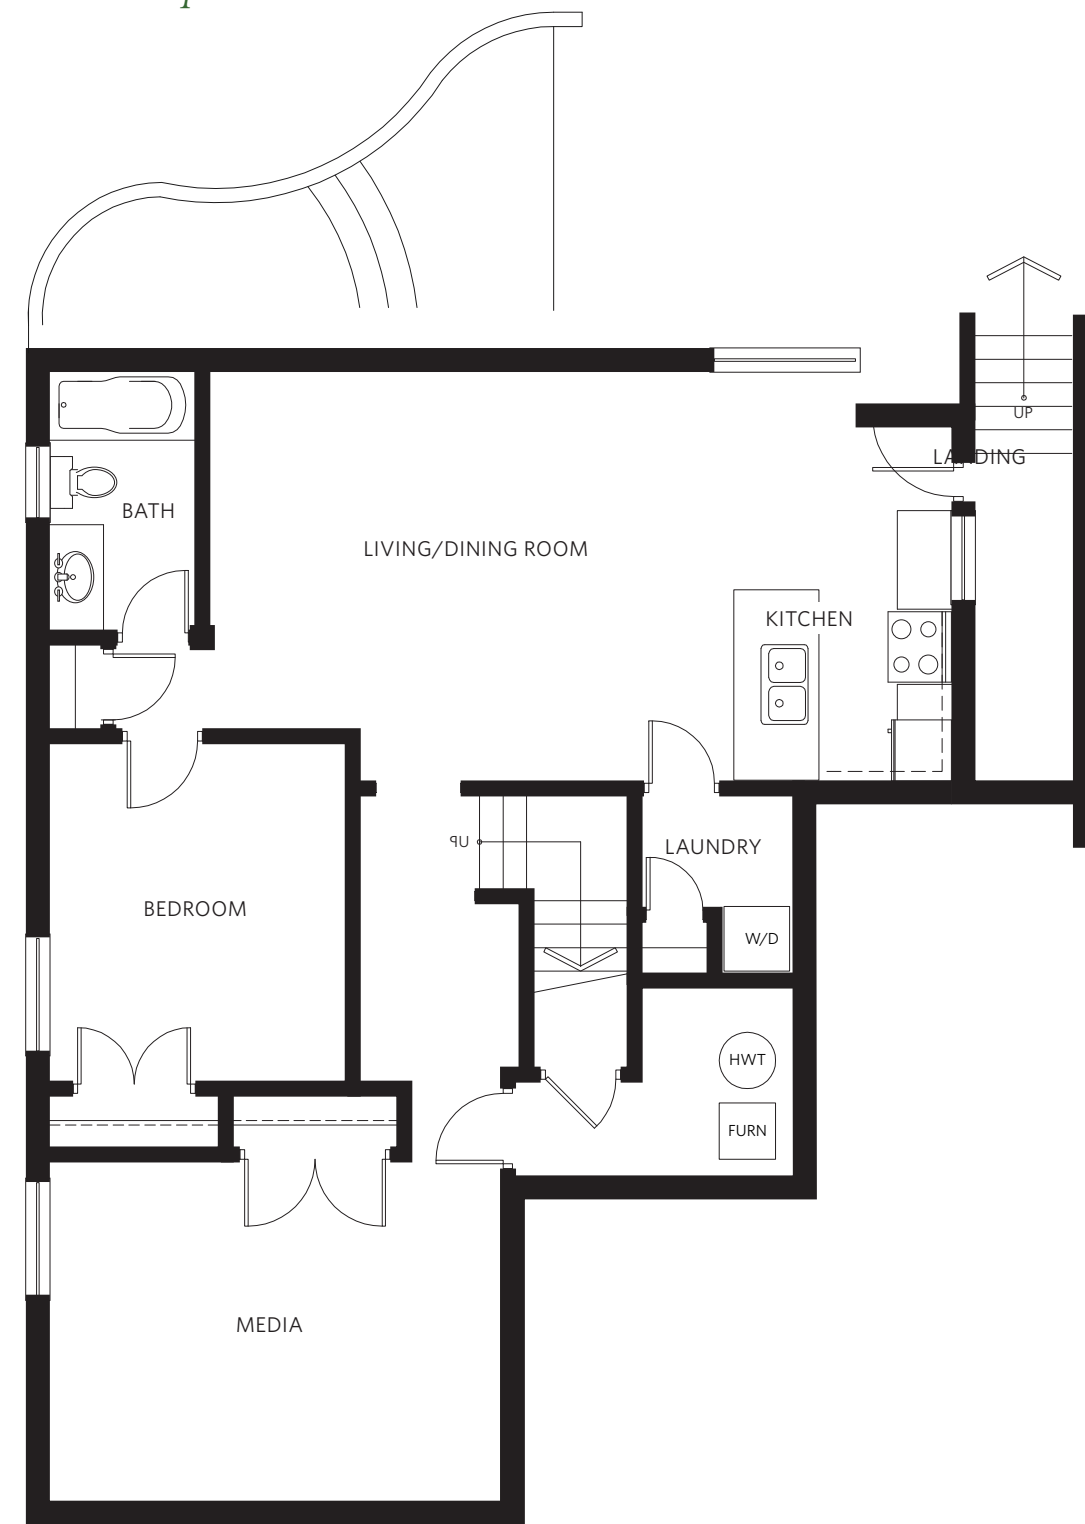 UP
LANDING
BATH
LIVING/DINING ROOM
KITCHEN
UP
LAUNDRY
BEDROOM
W/D
HWT
FURN
MEDIA